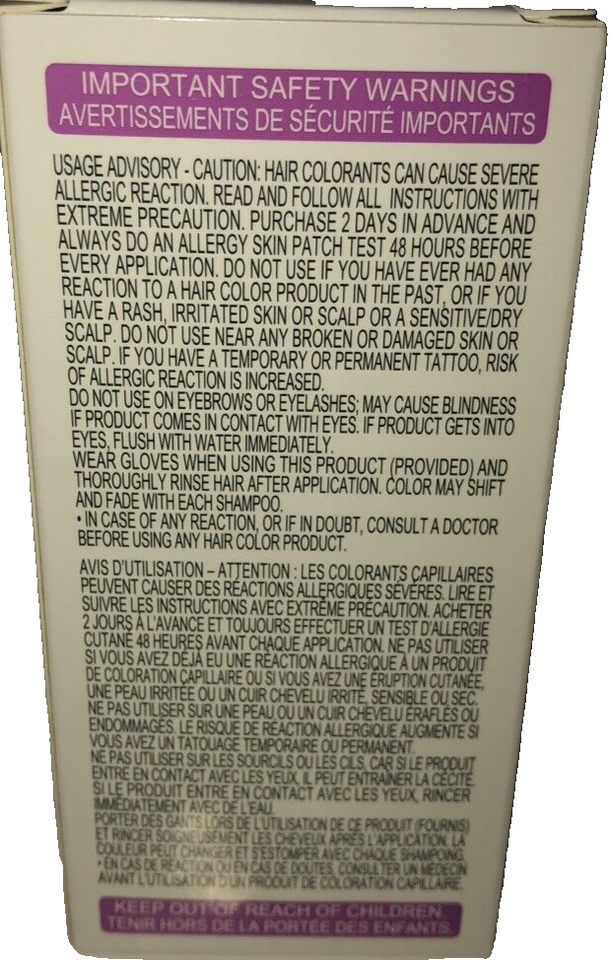 IMPORTANT SAFETY WARNINGS
AVERTISSEMENTS DE SÉCURITÉ IMPORTANTS
USAGE ADVISORY - CAUTION: HAIR COLORANTS CAN CAUSE SEVERE
ALLERGIC REACTION. READ AND FOLLOW ALL INSTRUCTIONS WITH
EXTREME PRECAUTION. PURCHASE 2 DAYS IN ADVANCE AND
ALWAYS DO AN ALLERGY SKIN PATCH TEST 48 HOURS BEFORE
EVERY APPLICATION. DO NOT USE IF YOU HAVE EVER HAD ANY
REACTION TO A HAIR COLOR PRODUCT IN THE PAST, OR IF YOU
HAVE A RASH, IRRITATED SKIN OR SCALP OR A SENSITIVE/DRY
SCALP. DO NOT USE NEAR ANY BROKEN OR DAMAGED SKIN OR
SCALP. IF YOU HAVE A TEMPORARY OR PERMANENT TATTOO, RISK
OF ALLERGIC REACTION IS INCREASED.
DO NOT USE ON EYEBROWS OR EYELASHES; MAY CAUSE BLINDNESS
IF PRODUCT COMES IN CONTACT WITH EYES. IF PRODUCT GETS INTO
EYES, FLUSH WITH WATER IMMEDIATELY.
WEAR GLOVES WHEN USING THIS PRODUCT (PROVIDED) AND
THOROUGHLY RINSE HAIR AFTER APPLICATION. COLOR MAY SHIFT
AND FADE WITH EACH SHAMPOO.
• IN CASE OF ANY REACTION, OR IF IN DOUBT, CONSULT A DOCTOR
BEFORE USING ANY HAIR COLOR PRODUCT.
AVIS D'UTILISATION – ATTENTION : LES COLORANTS CAPILLAIRES
PEUVENT CAUSER DES RÉACTIONS ALLERGIQUES SÉVÈRES. LIRE ET
SUIVRE LES INSTRUCTIONS AVEC EXTRÊME PRÉCAUTION. ACHETER
2 JOURS À L'AVANCE ET TOUJOURS EFFECTUER UN TEST D'ALLERGIE
CUTANÉ 48 HEURES AVANT CHAQUE APPLICATION. NE PAS UTILISER
SI VOUS AVEZ DÉJÀ EU UNE RÉACTION ALLERGIQUE À UN PRODUIT
DE COLORATION CAPILLAIRE OU SI VOUS AVEZ UNE ÉRUPTION CUTANÉE,
UNE PEAU IRRITÉE OU UN CUIR CHEVELU IRRITÉ, SENSIBLE OU SEC.
NE PAS UTILISER SUR UNE PEAU OU UN CUIR CHEVELU ÉRAFLÉS OU
ENDOMMAGÉS. LE RISQUE DE RÉACTION ALLERGIQUE AUGMENTE SI
VOUS AVEZ UN TATOUAGE TEMPORAIRE OU PERMANENT.
NE PAS UTILISER SUR LES SOURCILS OU LES CILS, CAR SI LE PRODUIT
ENTRE EN CONTACT AVEC LES YEUX, IL PEUT ENTRAÎNER LA CÉCITÉ.
SI LE PRODUIT ENTRE EN CONTACT AVEC LES YEUX, RINCER
IMMÉDIATEMENT AVEC DE L'EAU.
PORTER DES GANTS LORS DE L'UTILISATION DE CE PRODUIT (FOURNIS)
ET RINCER SOIGNEUSEMENT LES CHEVEUX APRÈS L'APPLICATION. LA
COULEUR PEUT CHANGER ET S'ESTOMPER AVEC CHAQUE SHAMPOING.
• EN CAS DE RÉACTION OU EN CAS DE DOUTES, CONSULTER UN MÉDECIN
AVANT L'UTILISATION D'UN PRODUIT DE COLORATION CAPILLAIRE.
KEEP OUT OF REACH OF CHILDREN.
TENIR HORS DE LA PORTÉE DES ENFANTS.